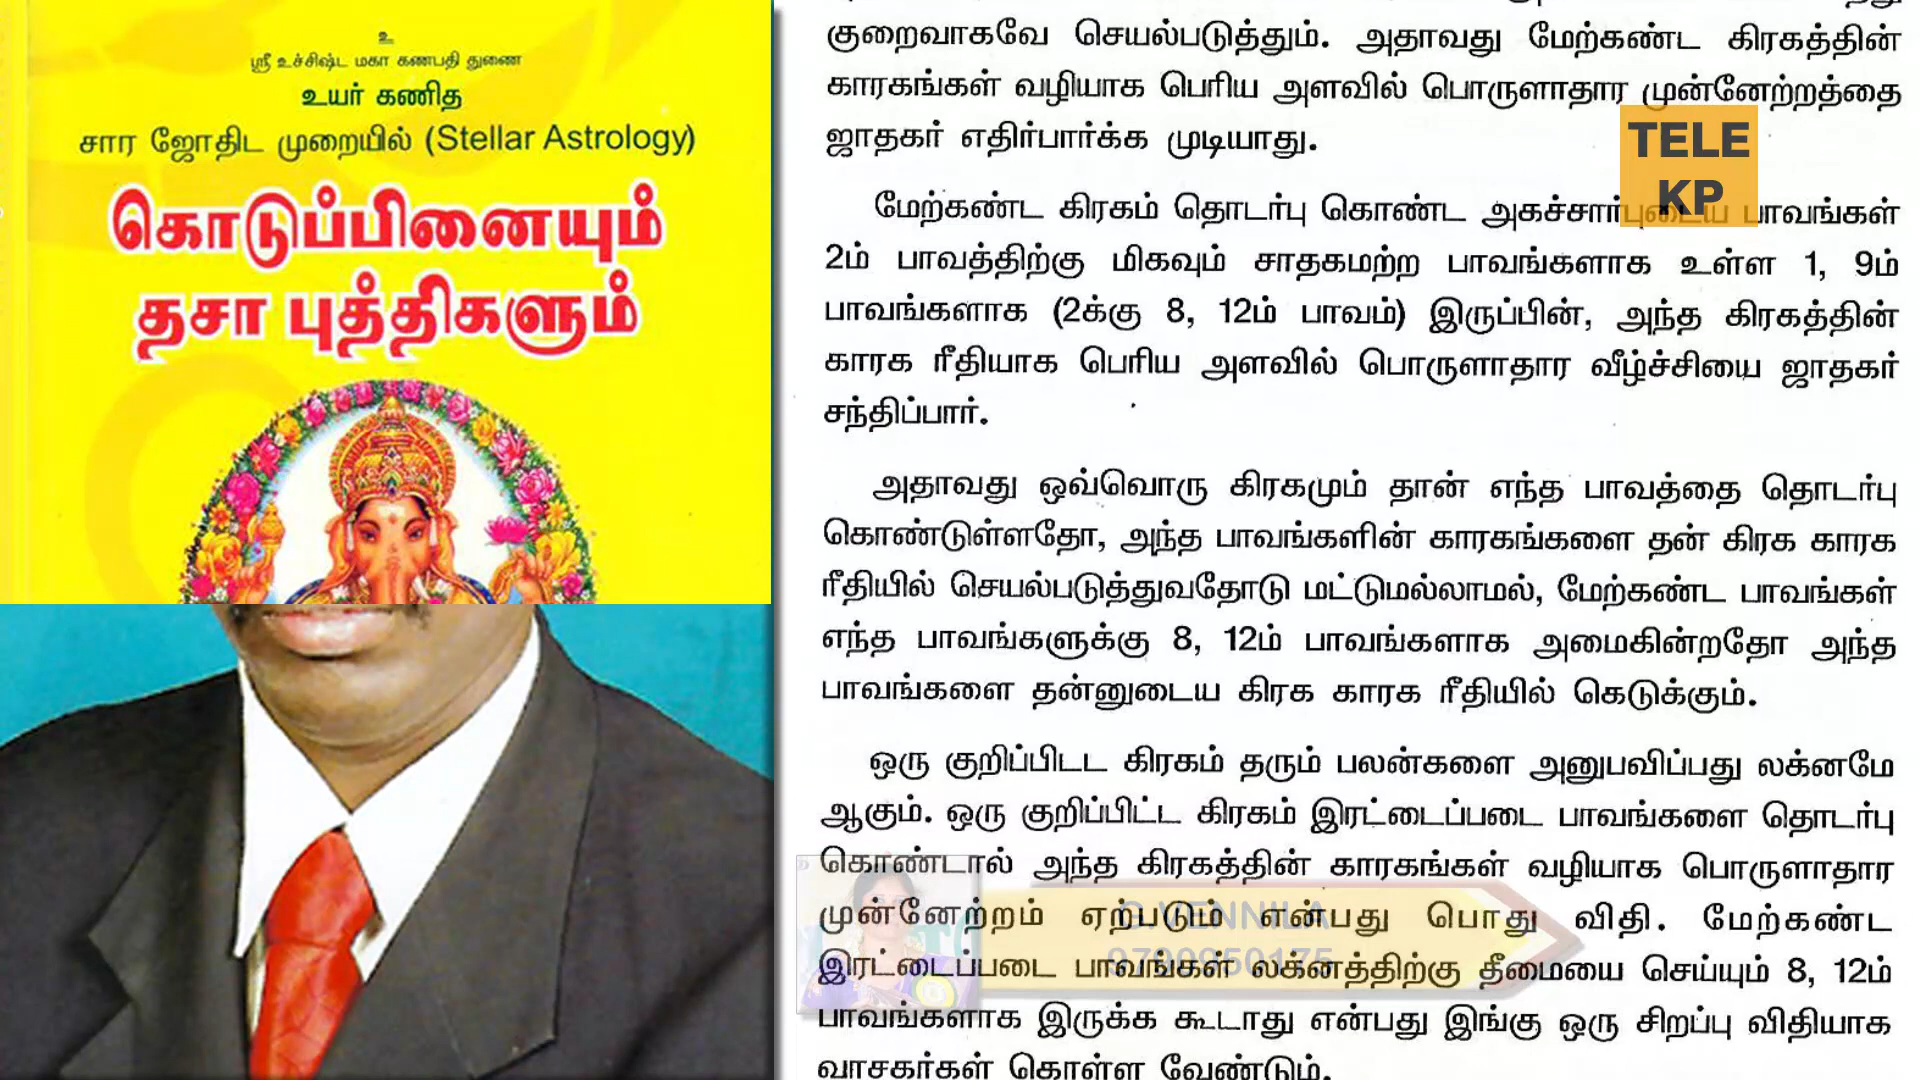 உ
ஸ்ரீ உச்சிஷ்ட மகா கணபதி துணை
உயர் கணித
சார ஜோதிட முறையில் (Stellar Astrology)
கொடுப்பினையும்
தசா புத்திகளும்
குறைவாகவே செயல்படுத்தும். அதாவது மேற்கண்ட கிரகத்தின்
காரகங்கள் வழியாக பெரிய அளவில் பொருளாதார முன்னேற்றத்தை
ஜாதகர் எதிர்பார்க்க முடியாது.
TELE
KP
மேற்கண்ட கிரகம் தொடர்பு கொண்ட அகச்சார்புடைய பாவங்கள்
2ம் பாவத்திற்கு மிகவும் சாதகமற்ற பாவங்களாக உள்ள 1, 9ம்
பாவங்களாக (2க்கு 8, 12ம் பாவம்) இருப்பின், அந்த கிரகத்தின்
காரக ரீதியாக பெரிய அளவில் பொருளாதார வீழ்ச்சியை ஜாதகர்
சந்திப்பார்.
அதாவது ஒவ்வொரு கிரகமும் தான் எந்த பாவத்தை தொடர்பு
கொண்டுள்ளதோ, அந்த பாவங்களின் காரகங்களை தன் கிரக காரக
ரீதியில் செயல்படுத்துவதோடு மட்டுமல்லாமல், மேற்கண்ட பாவங்கள்
எந்த பாவங்களுக்கு 8, 12ம் பாவங்களாக அமைகின்றதோ அந்த
பாவங்களை தன்னுடைய கிரக காரக ரீதியில் கெடுக்கும்.
ஒரு குறிப்பிடட கிரகம் தரும் பலன்களை அனுபவிப்பது லக்னமே
ஆகும். ஒரு குறிப்பிட்ட கிரகம் இரட்டைப்படை பாவங்களை தொடர்பு
கொண்டால் அந்த கிரகத்தின் காரகங்கள் வழியாக பொருளாதார
முன்னேற்றம் ஏற்படும் என்பது பொது விதி. மேற்கண்ட
இரட்டைப்படை பாவங்கள் லக்னத்திற்கு தீமையை செய்யும் 8, 12ம்
பாவங்களாக இருக்க கூடாது என்பது இங்கு ஒரு சிறப்பு விதியாக
வாசகர்கள் கொள்ள வேண்டும்.
G.VENNILA
9790950175